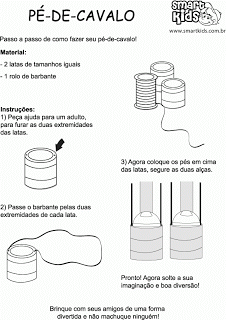 PÉ-DE-CAVALO
smart
Kids
www.smartkids.com.br
Passo a passo de como fazer seu pé-de-cavalo!
Material:
- 2 latas de tamanhos iguais
- 1 rolo de barbante
Instruções:
1) Peça ajuda para um adulto,
para furar as duas extremidades
das latas.
2) Passe o barbante pelas duas
extremidades de cada lata.
3) Agora coloque os pés em cima
das latas, segure as duas alças.
Pronto! Agora solte a sua
imaginação e boa diversão!
Brinque com seus amigos de uma forma
divertida e não machuque ninguém!